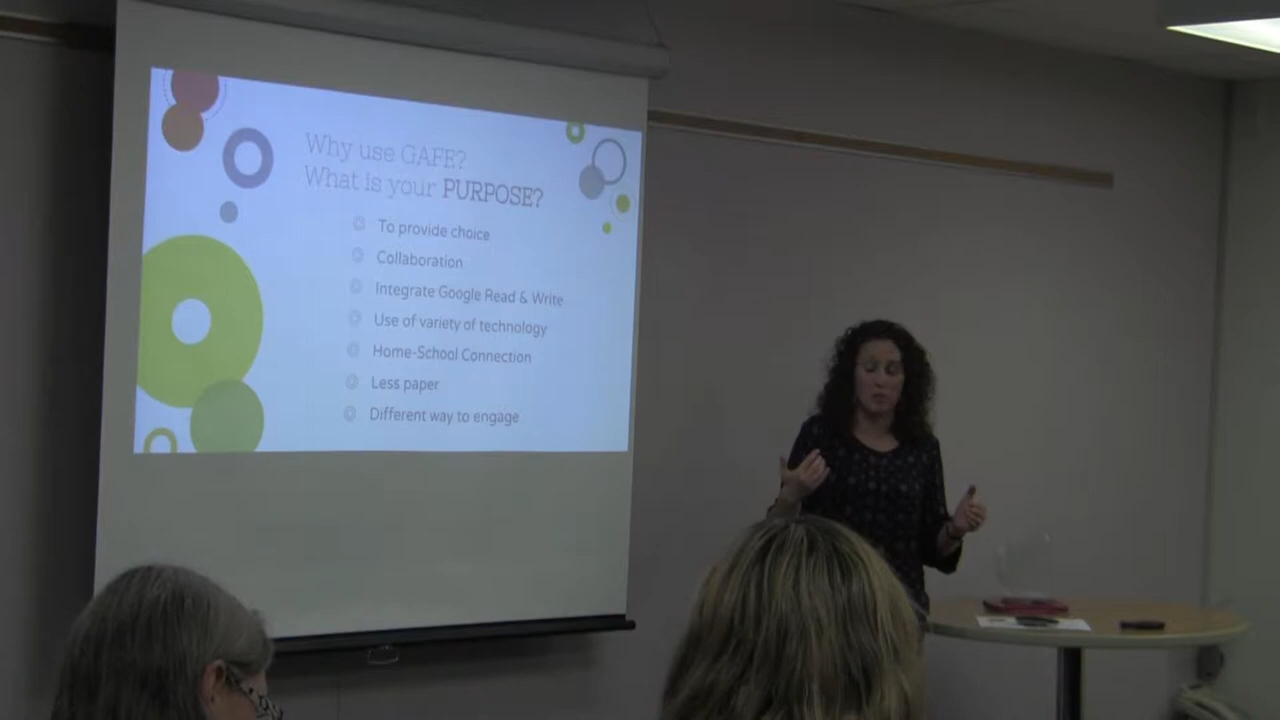 Why use GAFE?
What is your PURPOSE?
To provide choice
Collaboration
Integrate Google Read & Write
Use of variety of technology
Home-School Connection
Less paper
Different way to engage